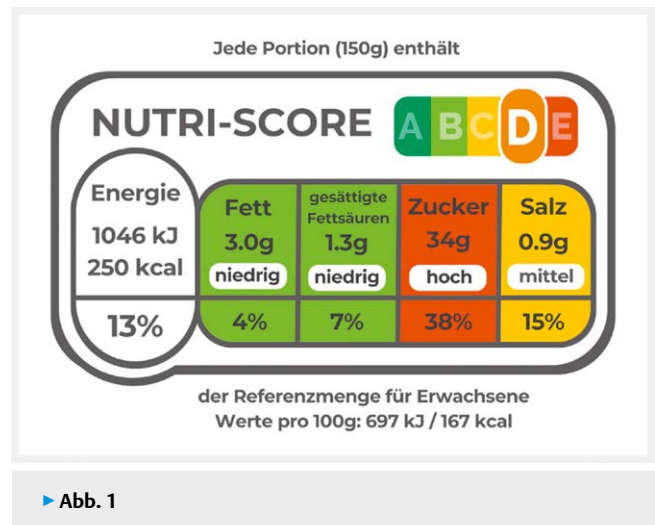 Jede Portion (150g) enthält
NUTRI-SCORE
A B C D E
Energie
1046 kJ
250 kcal
13%
Fett
3.0g
niedrig
4%
gesättigte
Fettsäuren
1.3g
niedrig
7%
Zucker
34g
hoch
38%
Salz
0.9g
mittel
15%
der Referenzmenge für Erwachsene
Werte pro 100g: 697 kJ / 167 kcal
►Abb. 1